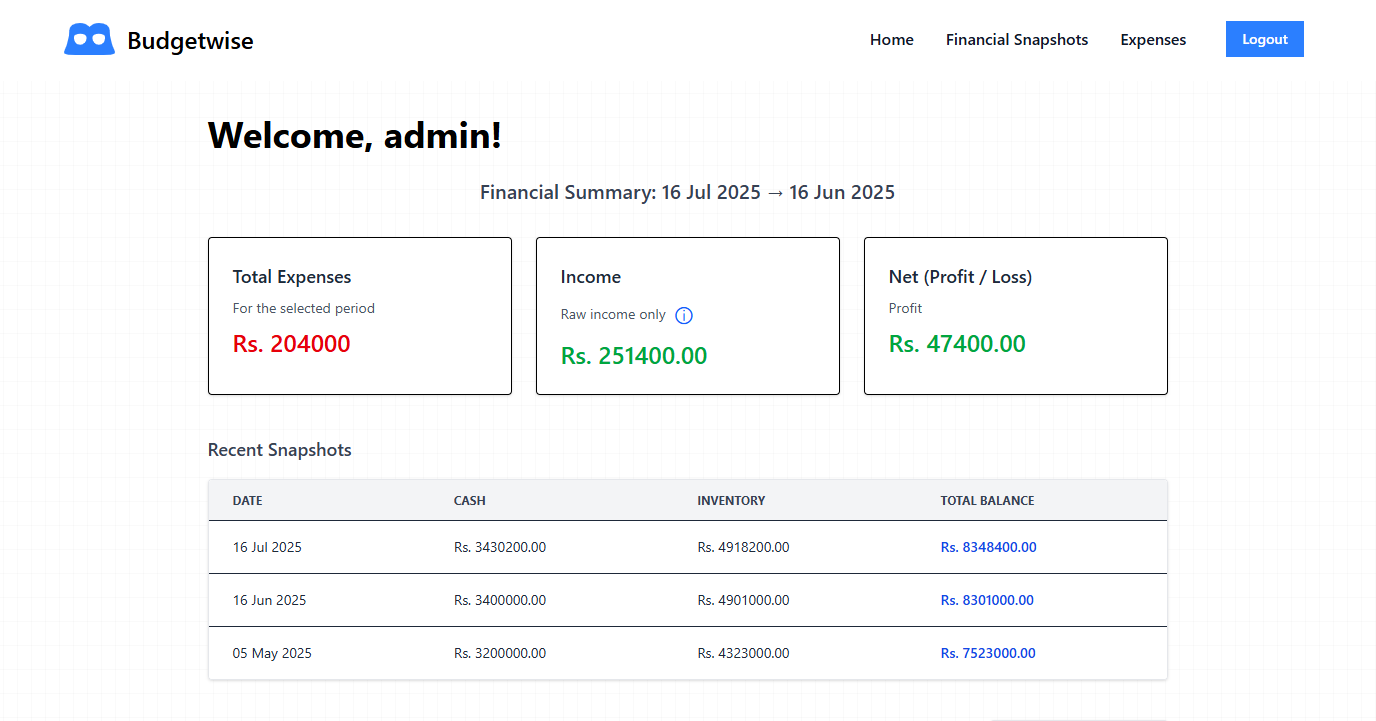 Budgetwise Home Financial Snapshots Expenses Logout
Welcome, admin!
Financial Summary: 16 Jul 2025 → 16 Jun 2025
Total Expenses
For the selected period
Rs. 204000
Income
Raw income only
Rs. 251400.00
Net (Profit / Loss)
Profit
Rs. 47400.00
Recent Snapshots
DATE CASH INVENTORY TOTAL BALANCE
16 Jul 2025 Rs. 3430200.00 Rs. 4918200.00 Rs. 8348400.00
16 Jun 2025 Rs. 3400000.00 Rs. 4901000.00 Rs. 8301000.00
05 May 2025 Rs. 3200000.00 Rs. 4323000.00 Rs. 7523000.00